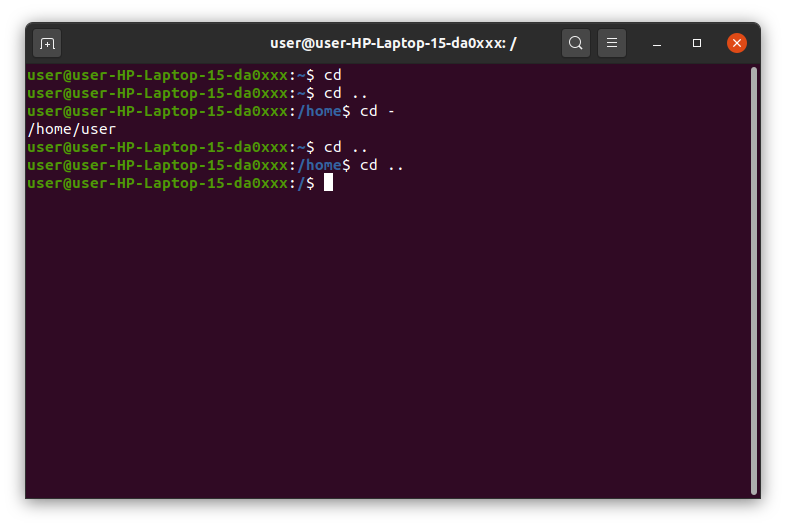 user@user-HP-Laptop-15-da0xxx: /
user@user-HP-Laptop-15-da0xxx:~$ cd
user@user-HP-Laptop-15-da0xxx:~$ cd ..
user@user-HP-Laptop-15-da0xxx:/home$ cd -
/home/user
user@user-HP-Laptop-15-da0xxx:~$ cd ..
user@user-HP-Laptop-15-da0xxx:/home$ cd ..
user@user-HP-Laptop-15-da0xxx:/$